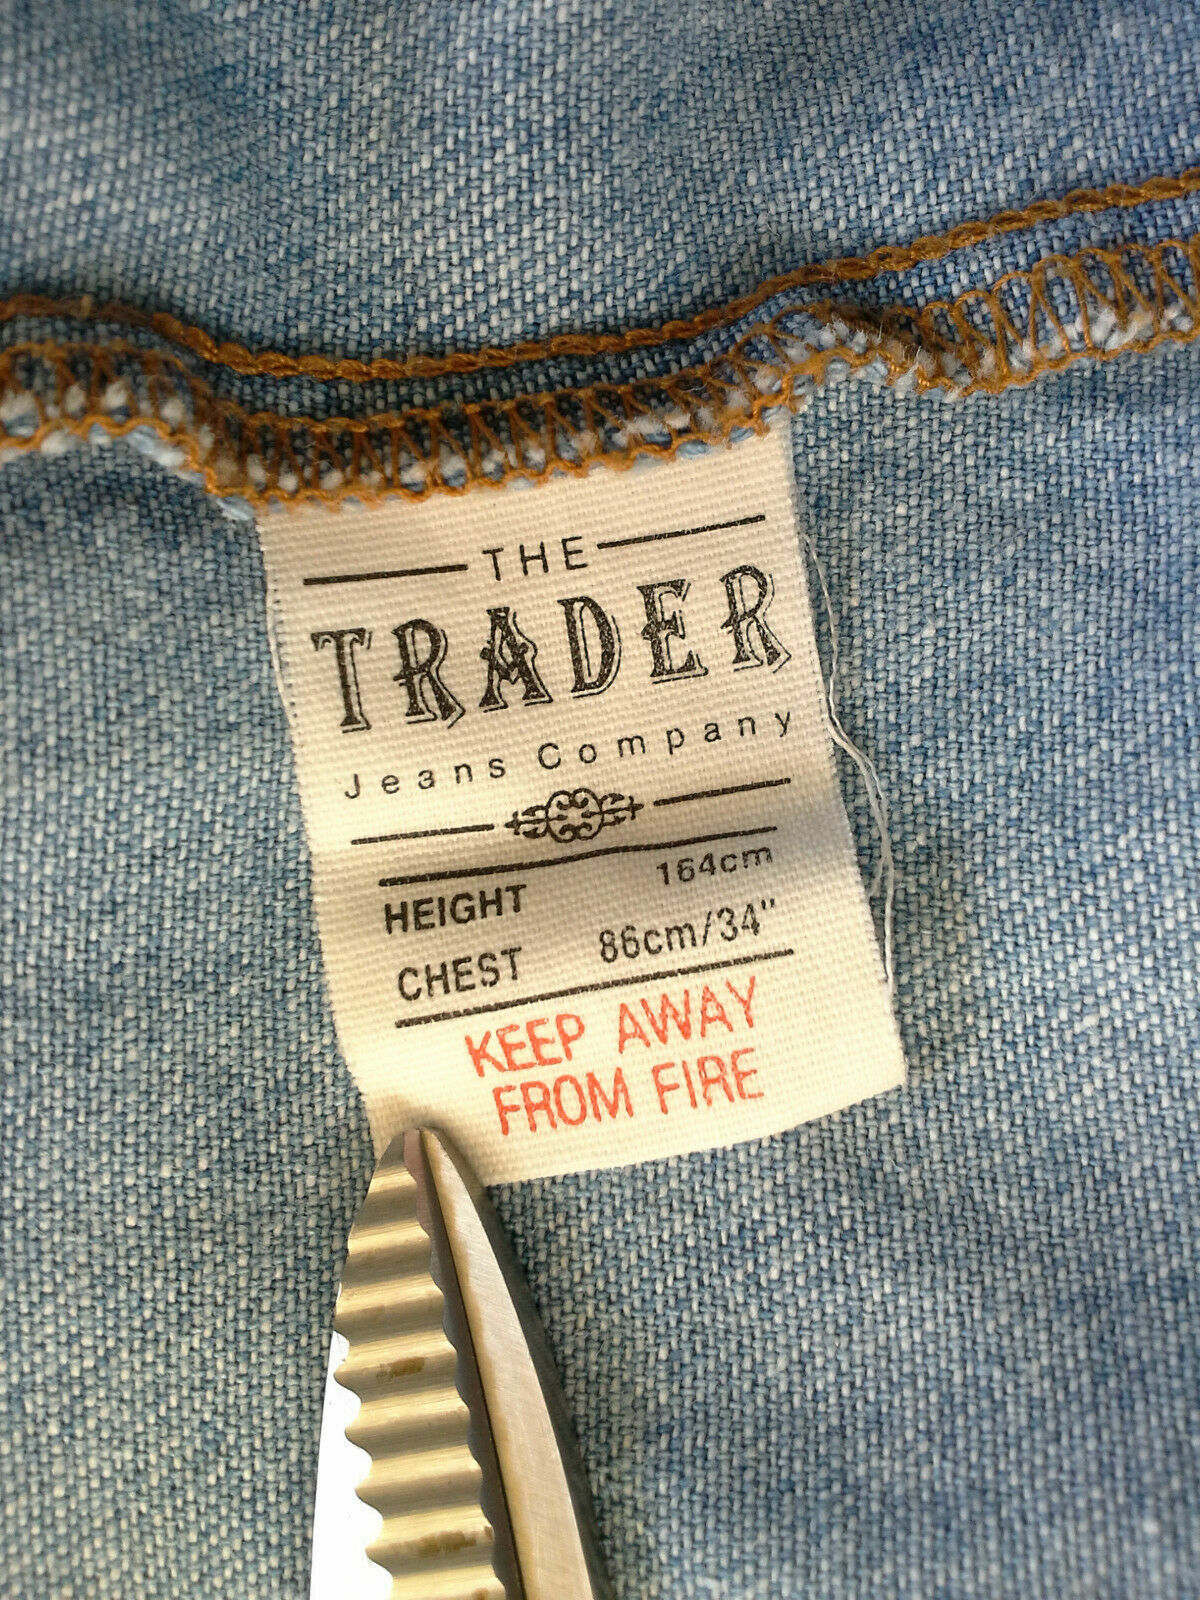 THE
TRADER
Jeans Company
HEIGHT 164cm
CHEST 86cm/34"
KEEP AWAY
FROM FIRE